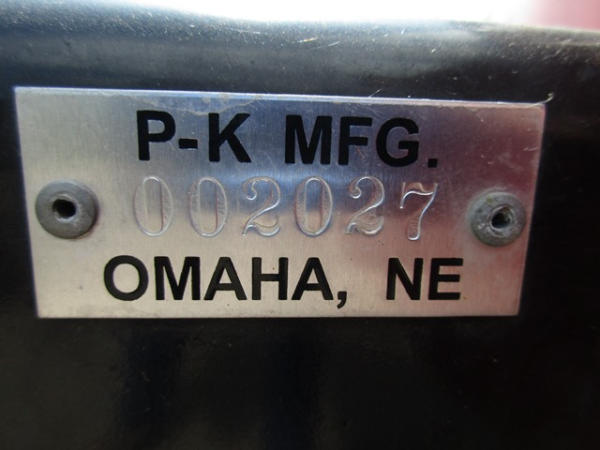 P-K MFG.
002027
OMAHA, NE